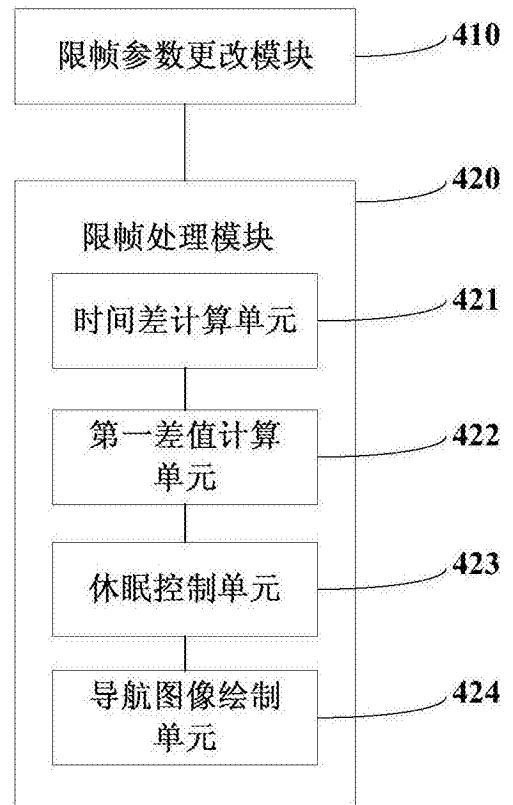 限帧参数更改模块
410
420
限帧处理模块
时间差计算单元
421
第一差值计算
单元
422
休眠控制单元
423
导航图像绘制
单元
424